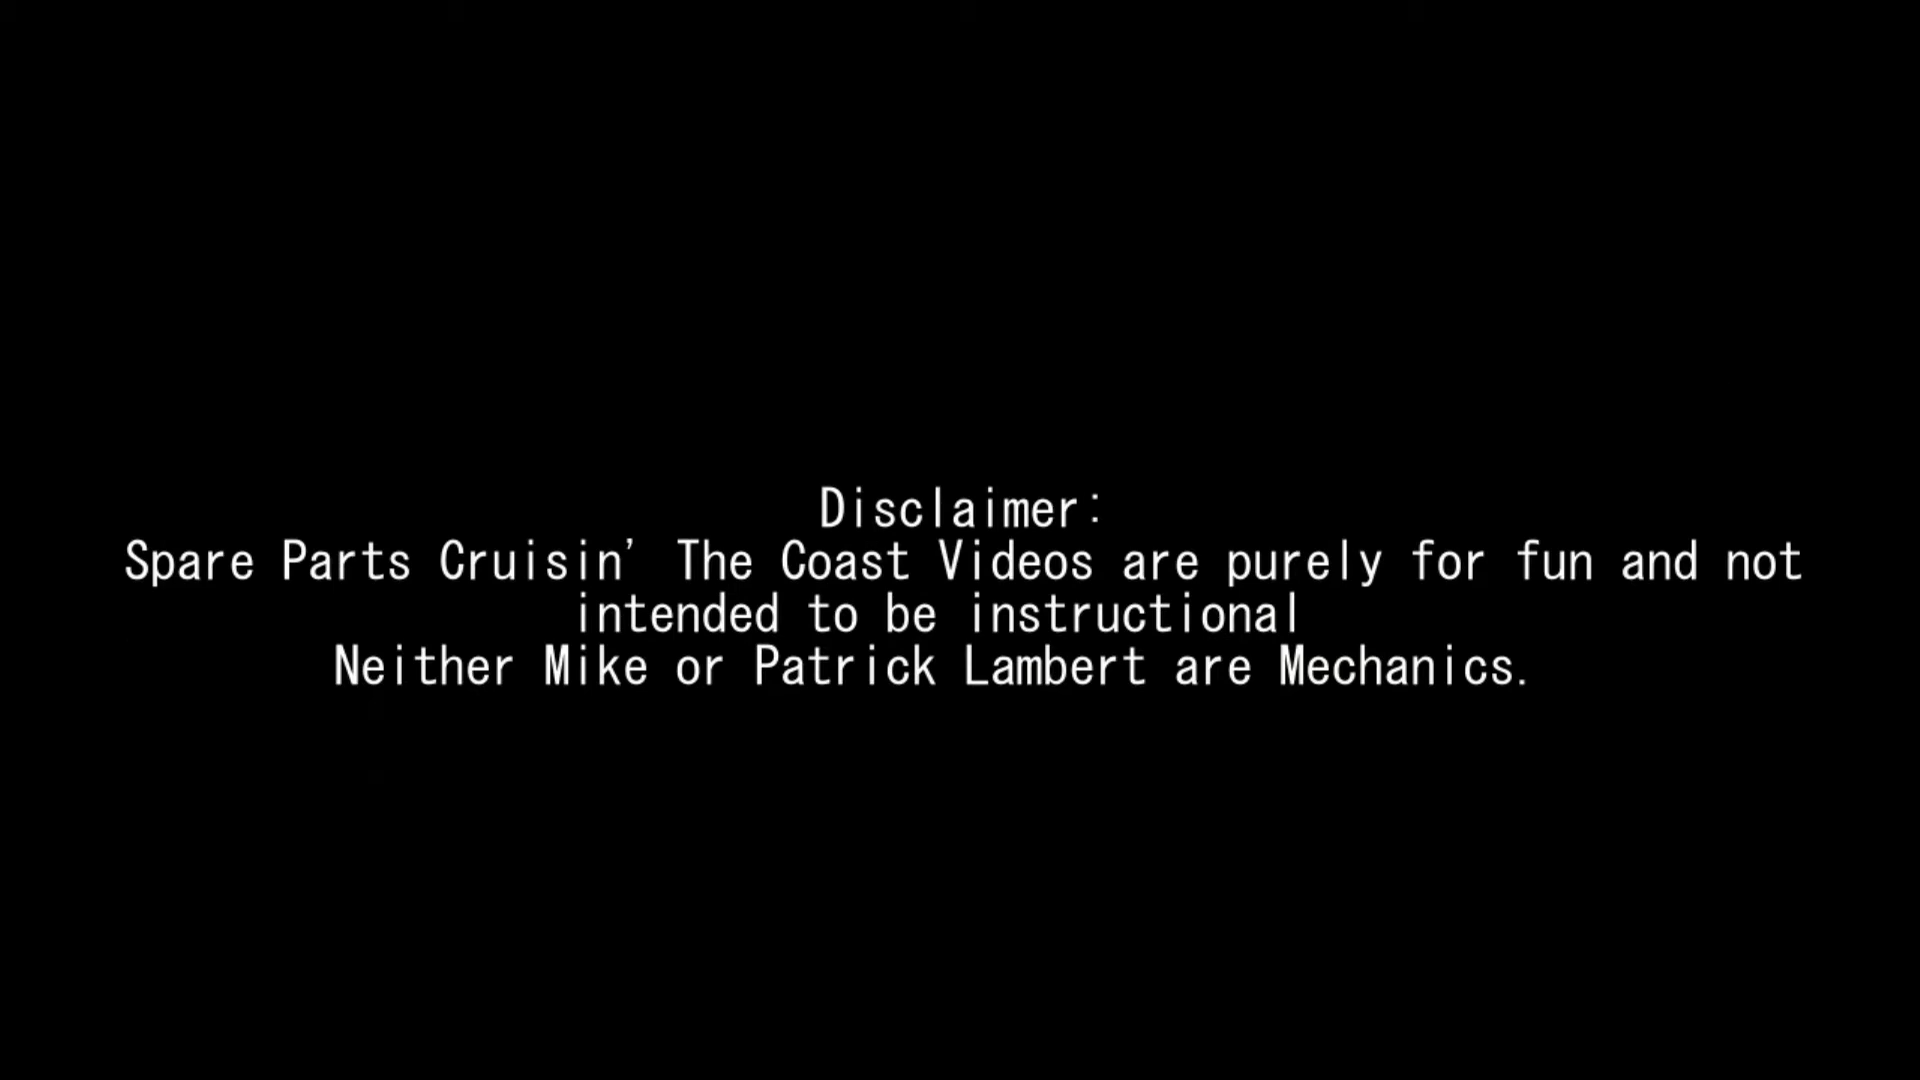 Disclaimer:
Spare Parts Cruisin' The Coast Videos are purely for fun and not
intended to be instructional
Neither Mike or Patrick Lambert are Mechanics.